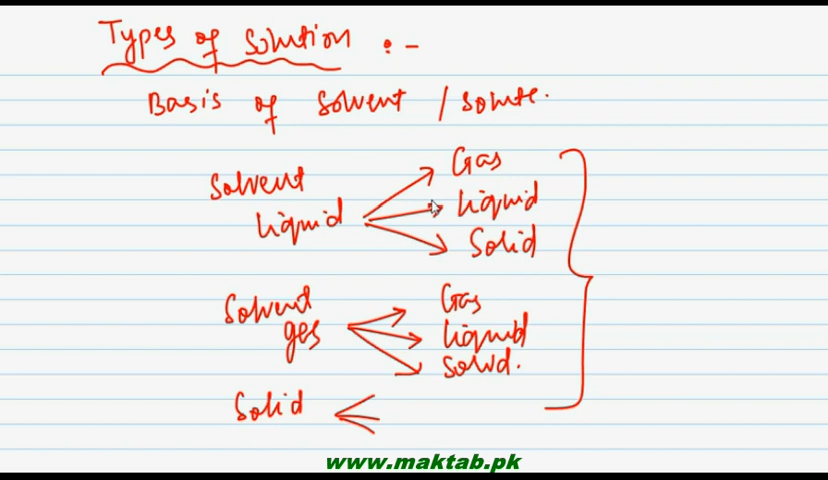 Types of Solution :-
Basis of Solvent / Solute.
Solvent
Liquid
Gas
Liquid
Solid
Solvent
ges
Gas
Liquid
Solid.
Solid
www.maktab.pk